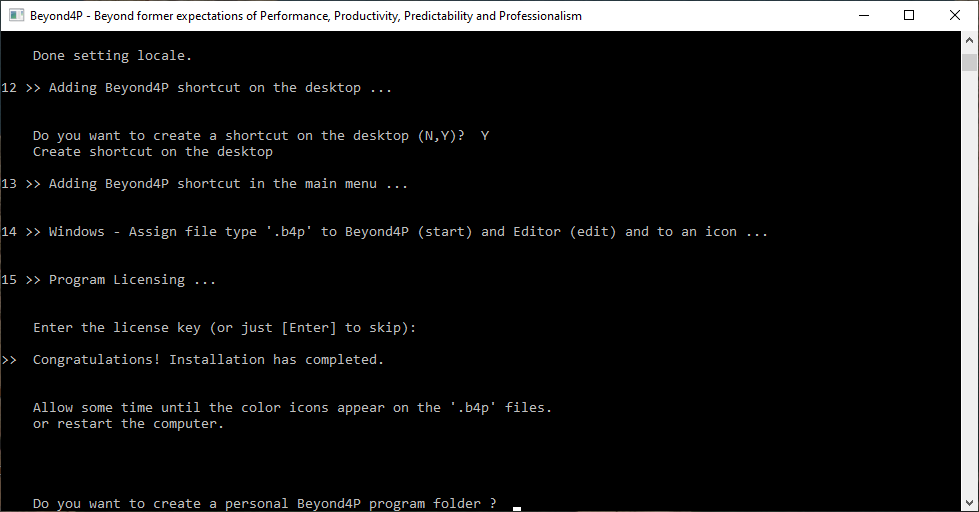 Beyond4P - Beyond former expectations of Performance, Productivity, Predictability and Professionalism
Done setting locale.
12 >> Adding Beyond4P shortcut on the desktop ...
Do you want to create a shortcut on the desktop (N,Y)?  Y
Create shortcut on the desktop
13 >> Adding Beyond4P shortcut in the main menu ...
14 >> Windows - Assign file type '.b4p' to Beyond4P (start) and Editor (edit) and to an icon ...
15 >> Program Licensing ...
Enter the license key (or just [Enter] to skip):
>>  Congratulations! Installation has completed.
Allow some time until the color icons appear on the '.b4p' files.
or restart the computer.
Do you want to create a personal Beyond4P program folder ?